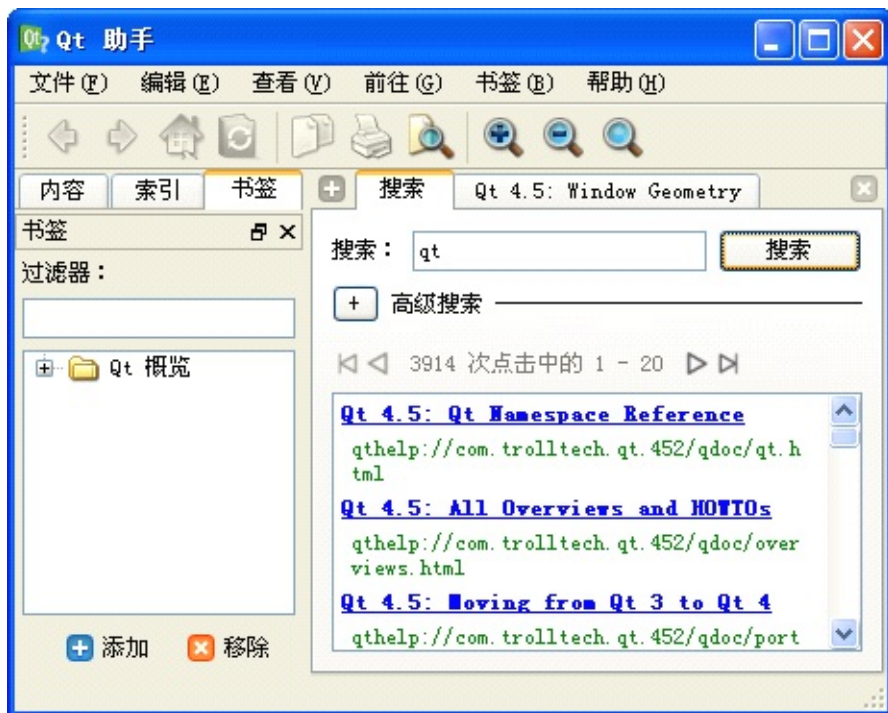 Qt 助手
文件(F) 编辑(E) 查看(V) 前往(G) 书签(B) 帮助(H)
内容 索引 书签
书签
过滤器：
Qt 概览
添加 移除
搜索 Qt 4.5: Window Geometry
搜索： qt 搜索
+ 高级搜索
3914 次点击中的 1 - 20
Qt 4.5: Qt Namespace Reference
qthelp://com.trolltech.qt.452/qdoc/qt.h
tml
Qt 4.5: All Overviews and HOWTOs
qthelp://com.trolltech.qt.452/qdoc/over
views.html
Qt 4.5: Moving from Qt 3 to Qt 4
qthelp://com.trolltech.qt.452/qdoc/port